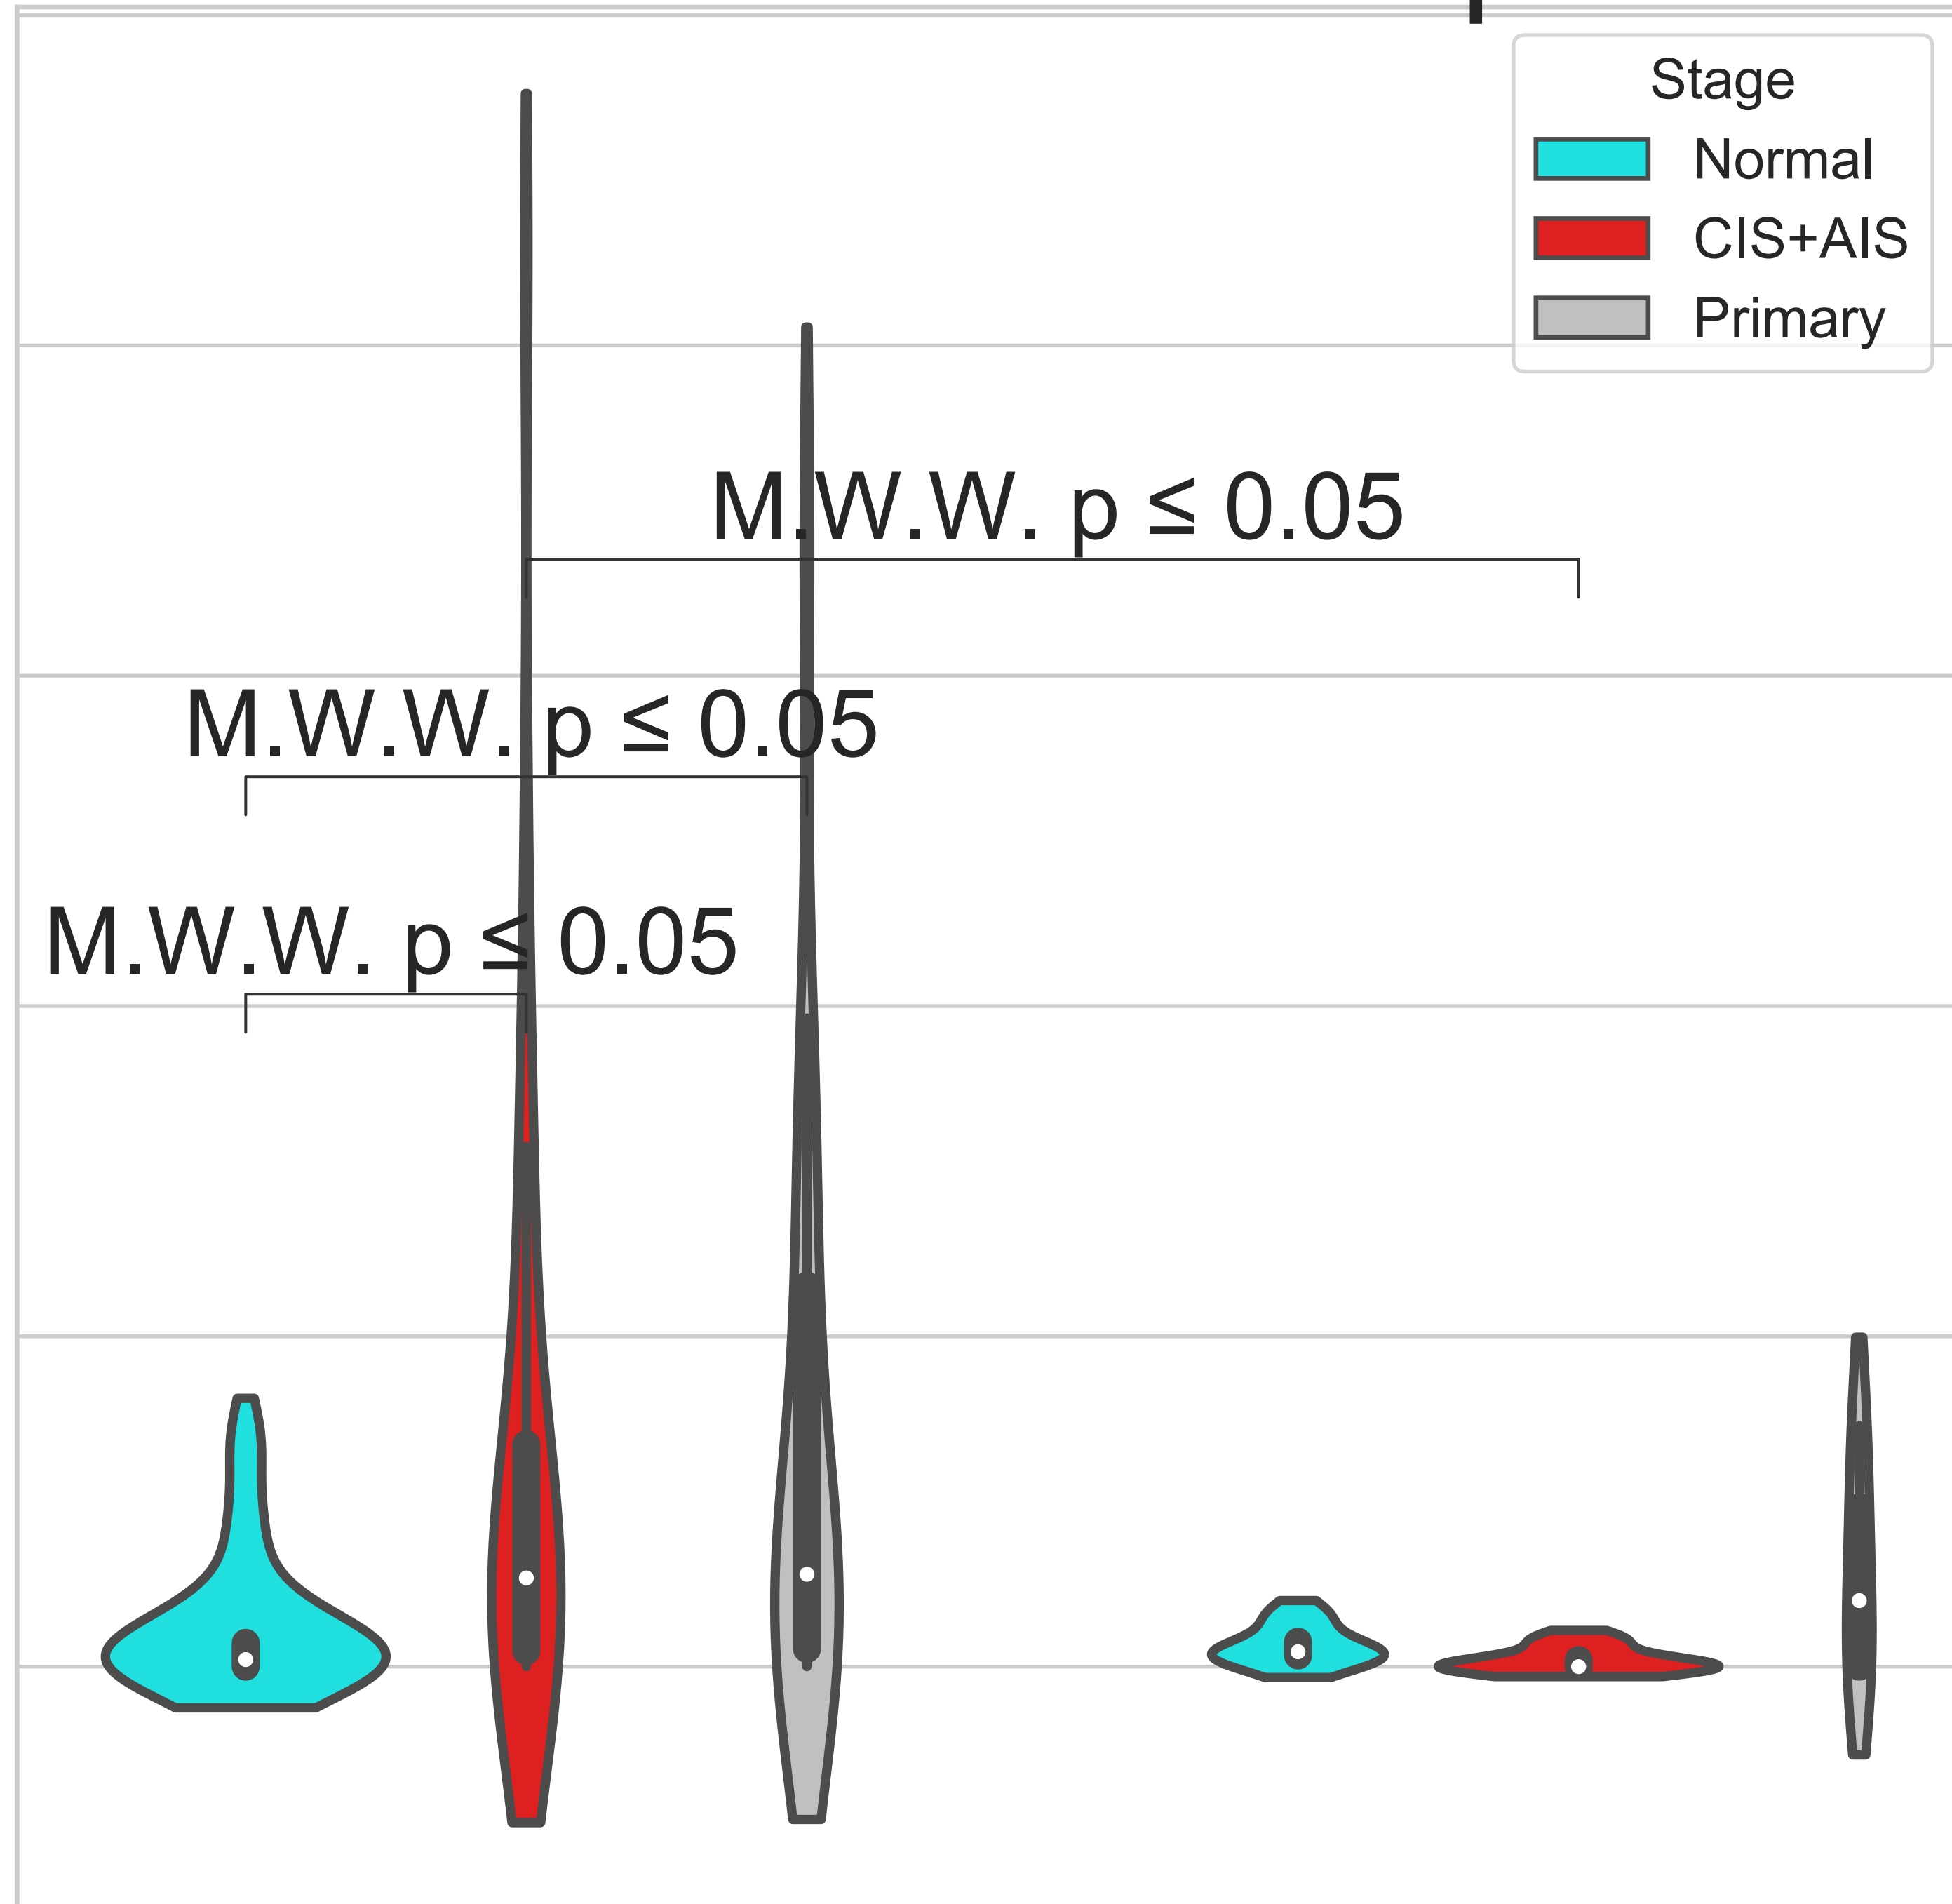 Stage
Normal
CIS+AIS
Primary
M.W.W. p ≤ 0.05
M.W.W. p ≤ 0.05
M.W.W. p ≤ 0.05